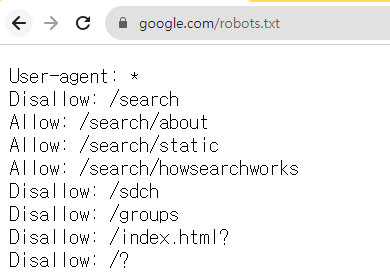 google.com/robots.txt
User-agent: *
Disallow: /search
Allow: /search/about
Allow: /search/static
Allow: /search/howsearchworks
Disallow: /sdch
Disallow: /groups
Disallow: /index.html?
Disallow: /?